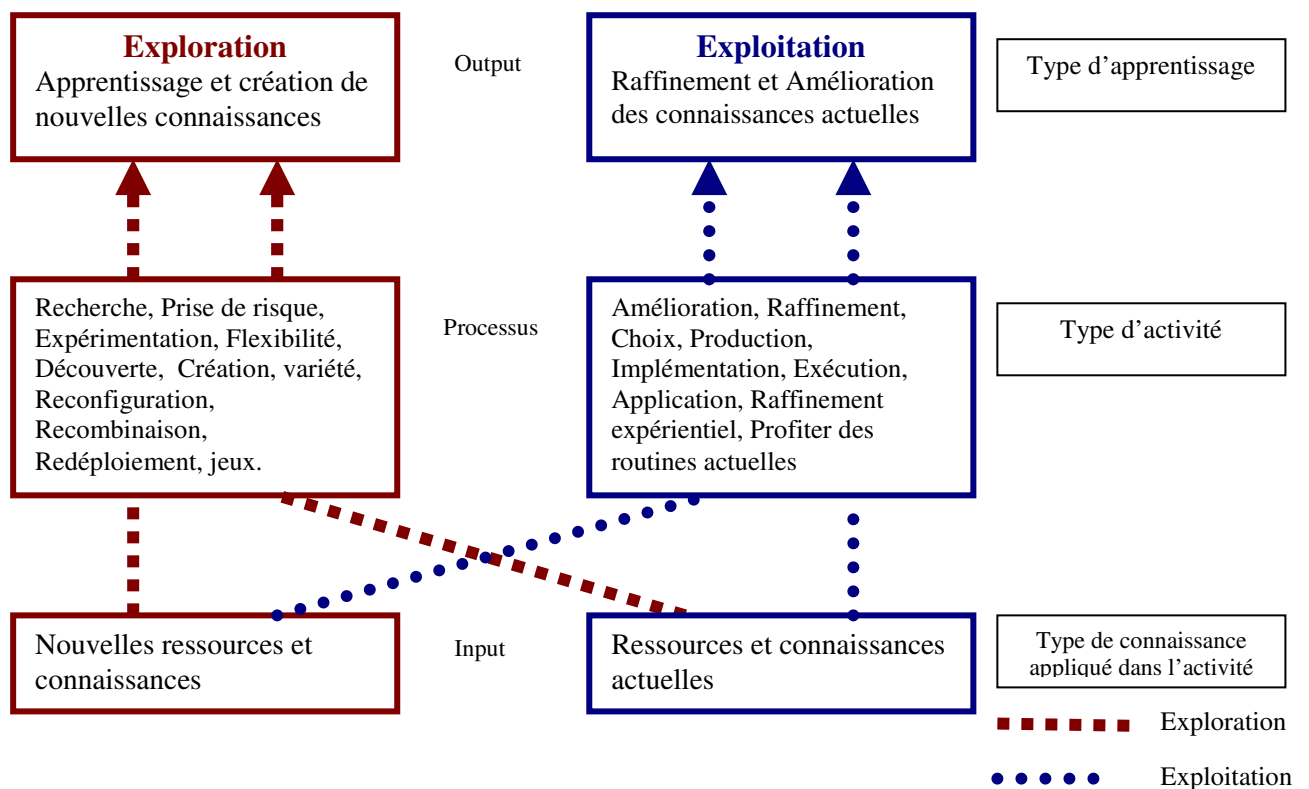 Exploration
Apprentissage et création de
nouvelles connaissances
Output
Exploitation
Raffinement et Amélioration
des connaissances actuelles
Type d’apprentissage
Recherche, Prise de risque,
Expérimentation, Flexibilité,
Découverte, Création, variété,
Reconfiguration,
Recombinaison,
Redéploiement, jeux.
Processus
Amélioration, Raffinement,
Choix, Production,
Implémentation, Exécution,
Application, Raffinement
expérientiel, Profiter des
routines actuelles
Type d’activité
Nouvelles ressources et
connaissances
Input
Ressources et connaissances
actuelles
Type de connaissance
appliqué dans l’activité
Exploration
Exploitation